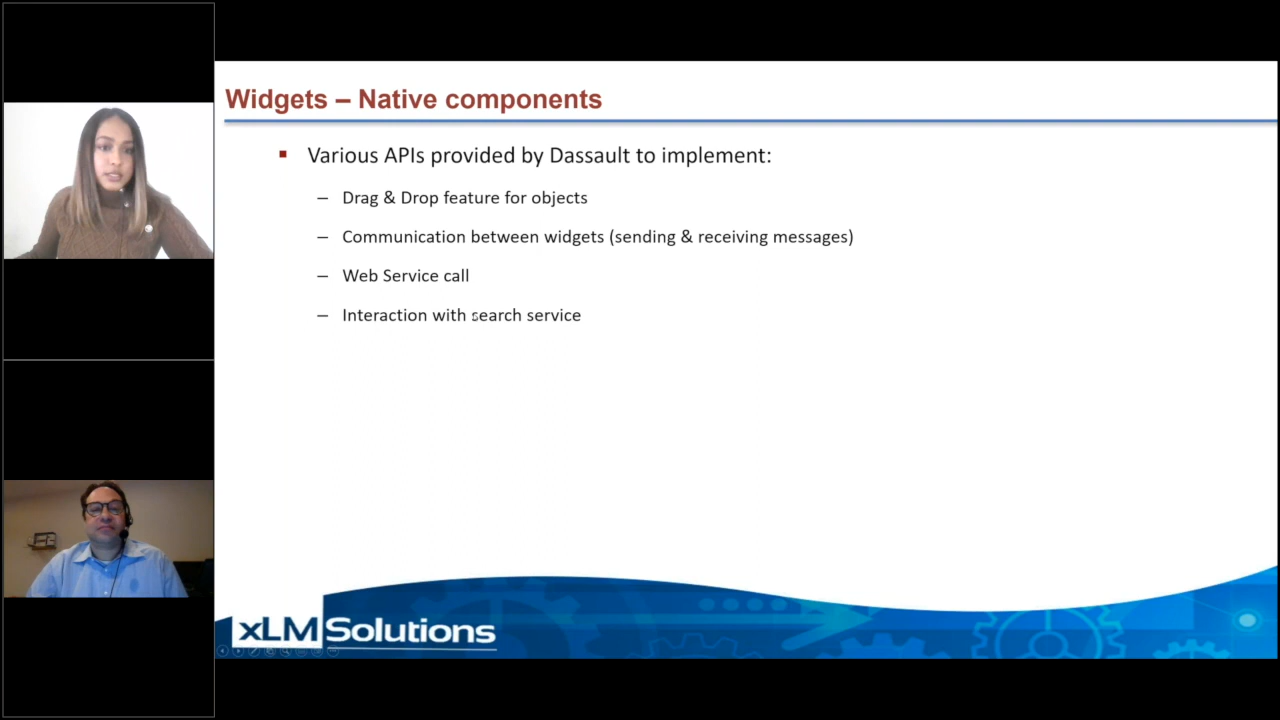 Widgets – Native components
▪ Various APIs provided by Dassault to implement:
– Drag & Drop feature for objects
– Communication between widgets (sending & receiving messages)
– Web Service call
– Interaction with search service
xLM Solutions